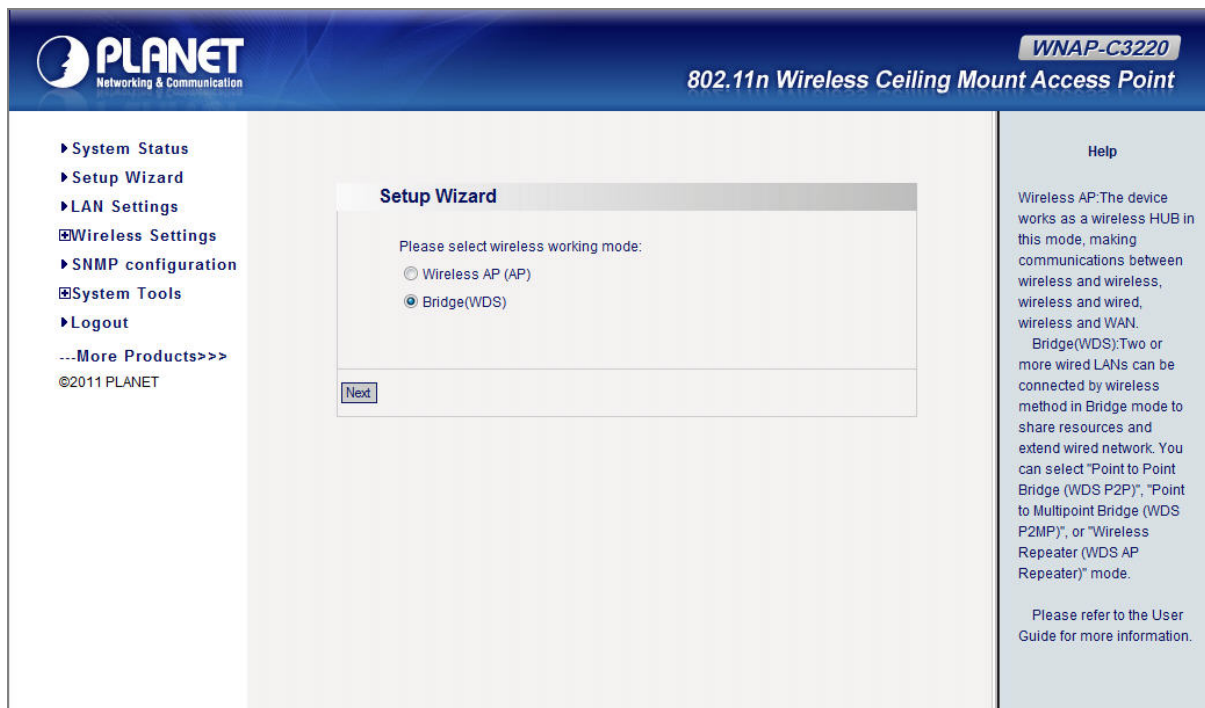 PLANET
Networking & Communication
WNAP-C3220
802.11n Wireless Ceiling Mount Access Point
System Status
Setup Wizard
LAN Settings
Wireless Settings
SNMP configuration
System Tools
Logout
---More Products>>>
©2011 PLANET
Setup Wizard
Please select wireless working mode:
Wireless AP (AP)
Bridge(WDS)
Next
Help
Wireless AP:The device
works as a wireless HUB in
this mode, making
communications between
wireless and wireless,
wireless and wired,
wireless and WAN.
Bridge(WDS):Two or
more wired LANs can be
connected by wireless
method in Bridge mode to
share resources and
extend wired network. You
can select "Point to Point
Bridge (WDS P2P)", "Point
to Multipoint Bridge (WDS
P2MP)", or "Wireless
Repeater (WDS AP
Repeater)" mode.
Please refer to the User
Guide for more information.